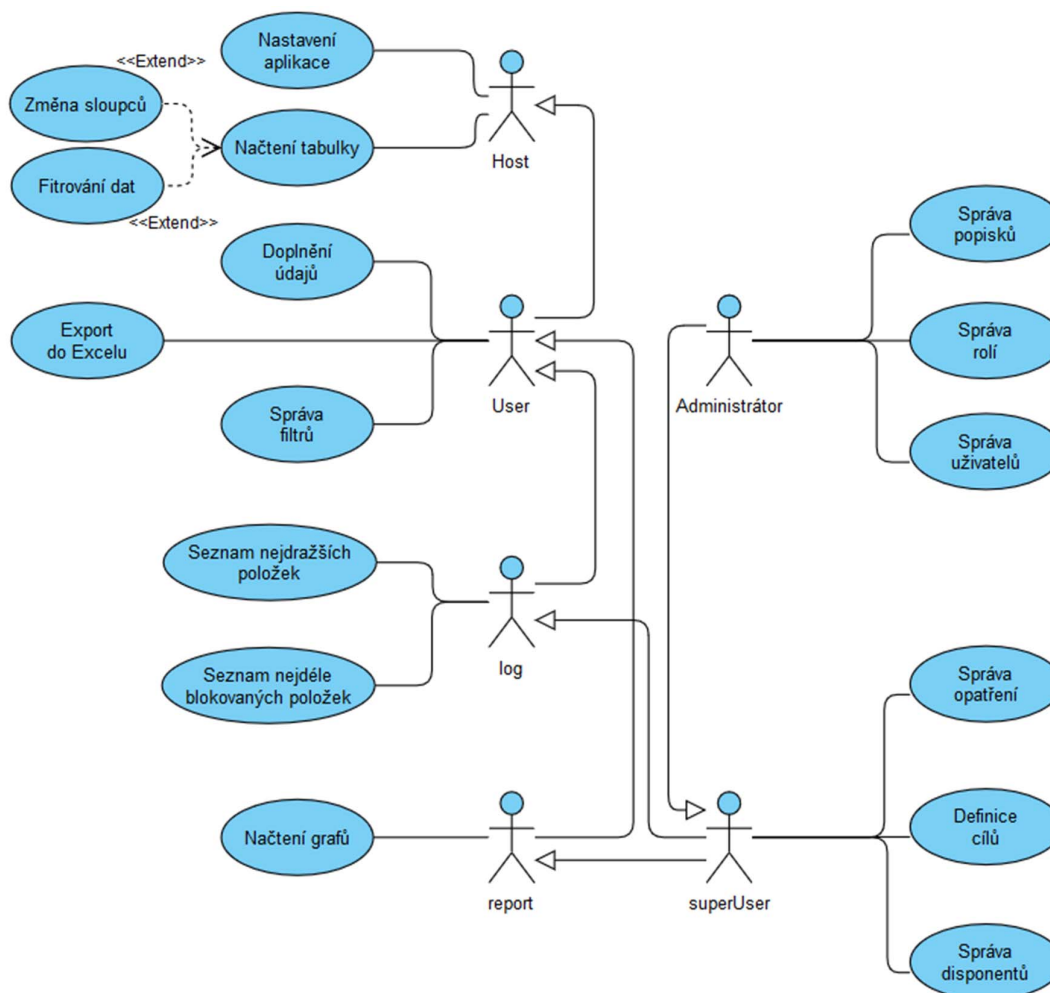 Nastavení
aplikace
<<Extend>>
Změna sloupců
Načtení tabulky
Host
Fitrování dat
<<Extend>>
Správa
popisků
Doplnění
údajů
Export
do Excelu
User
Administrátor
Správa
rolí
Správa
filtrů
Správa
uživatelů
Seznam nejdražších
položek
log
Seznam nejdéle
blokovaných položek
Správa
opatření
Načtení grafů
report
superUser
Definice
cílů
Správa
disponentů